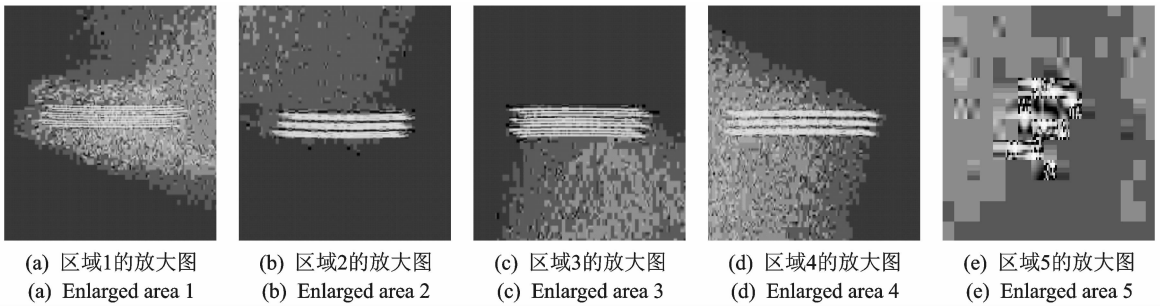 (a) 区域1的放大图
(b) 区域2的放大图
(c) 区域3的放大图
(d) 区域4的放大图
(e) 区域5的放大图
(a) Enlarged area 1
(b) Enlarged area 2
(c) Enlarged area 3
(d) Enlarged area 4
(e) Enlarged area 5